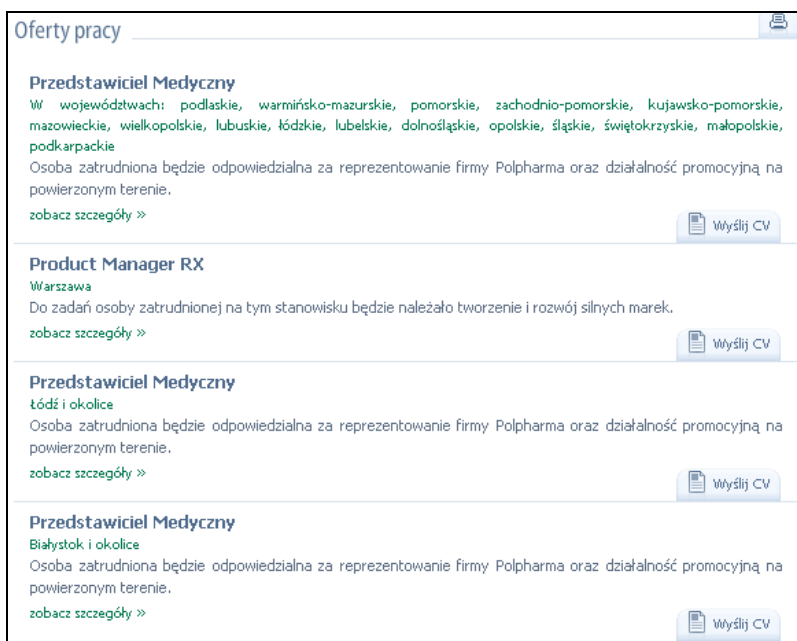 Oferty pracy
Przedstawiciel Medyczny
W województwach: podlaskie, warmińsko-mazurskie, pomorskie, zachodnio-pomorskie, kujawsko-pomorskie,
mazowieckie, wielkopolskie, lubuskie, łódzkie, lubelskie, dolnośląskie, opolskie, śląskie, świętokrzyskie, małopolskie,
podkarpackie
Osoba zatrudniona będzie odpowiedzialna za reprezentowanie firmy Polpharma oraz działalność promocyjną na
powierzonym terenie.
zobacz szczegóły »
Wyślij CV
Product Manager RX
Warszawa
Do zadań osoby zatrudnionej na tym stanowisku będzie należało tworzenie i rozwój silnych marek.
zobacz szczegóły »
Wyślij CV
Przedstawiciel Medyczny
Łódź i okolice
Osoba zatrudniona będzie odpowiedzialna za reprezentowanie firmy Polpharma oraz działalność promocyjną na
powierzonym terenie.
zobacz szczegóły »
Wyślij CV
Przedstawiciel Medyczny
Białystok i okolice
Osoba zatrudniona będzie odpowiedzialna za reprezentowanie firmy Polpharma oraz działalność promocyjną na
powierzonym terenie.
zobacz szczegóły »
Wyślij CV